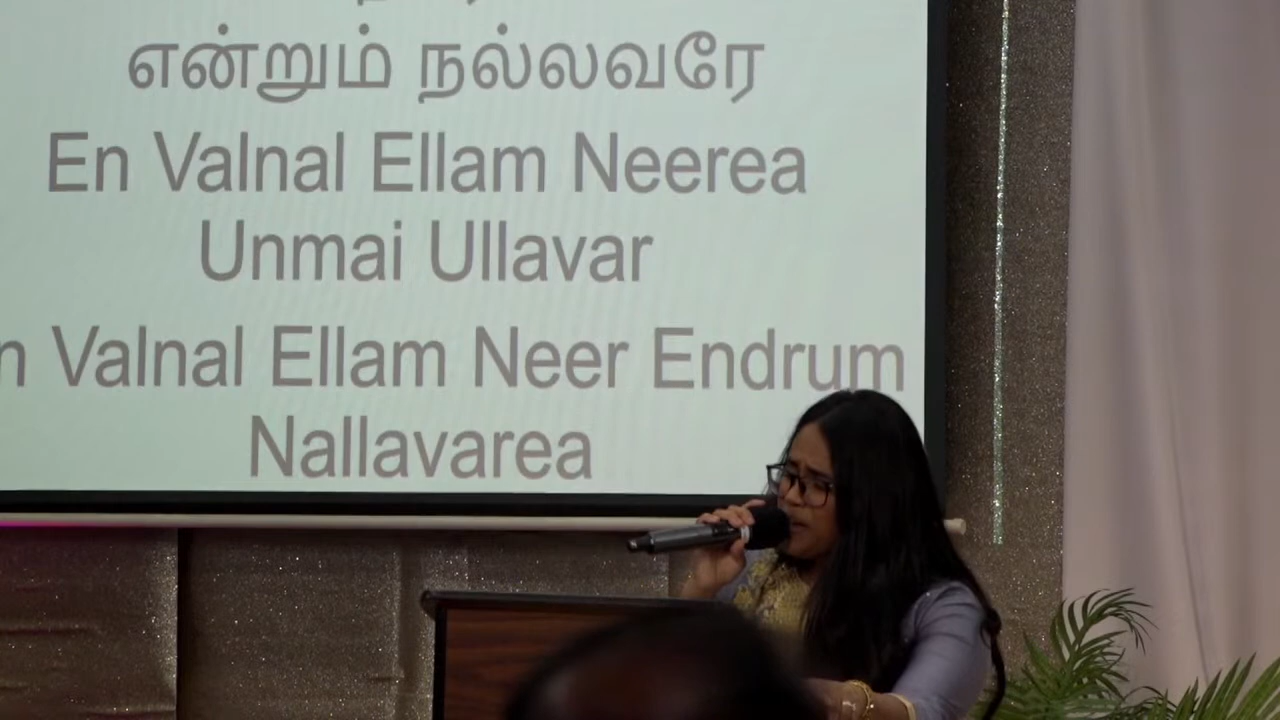 என்றும் நல்லவரே
En Valnal Ellam Neerea
Unmai Ullavar
n Valnal Ellam Neer Endrum
Nallavarea